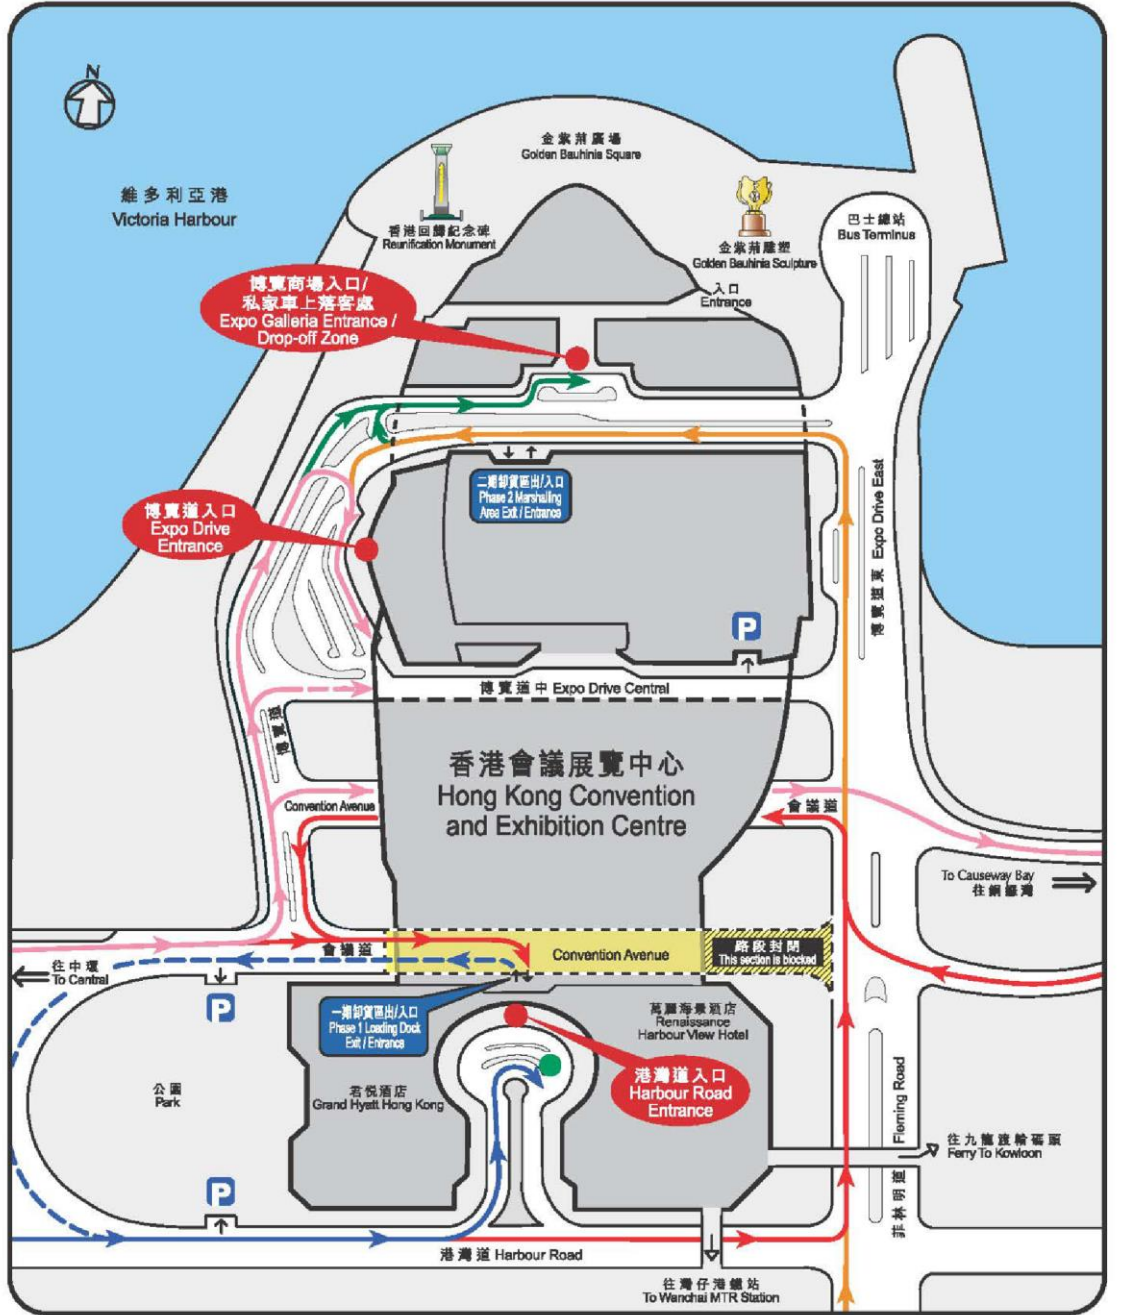 N
金紫荊廣場
Golden Bauhinia Square
維多利亞港
Victoria Harbour
香港回歸紀念碑
Reunification Monument
金紫荊雕塑
Golden Bauhinia Sculpture
巴士總站
Bus Terminus
入口
Entrance
博覽商場入口/
私家車上落客處
Expo Galleria Entrance /
Drop-off Zone
二期卸貨區出/入口
Phase 2 Marshalling
Area Exit / Entrance
博覽道入口
Expo Drive
Entrance
博覽道東 Expo Drive East
P
博覽道中 Expo Drive Central
博覽道
香港會議展覽中心
Hong Kong Convention
and Exhibition Centre
Convention Avenue
會議道
To Causeway Bay
往銅鑼灣
會議道
Convention Avenue
路段封閉
This section is blocked
往中環
To Central
P
一期卸貨區出/入口
Phase 1 Loading Dock
Exit / Entrance
萬麗海景酒店
Renaissance
Harbour View Hotel
港灣道入口
Harbour Road
Entrance
公園
Park
君悅酒店
Grand Hyatt Hong Kong
菲林明道 Fleming Road
往九龍渡輪碼頭
Ferry To Kowloon
P
港灣道 Harbour Road
往灣仔港鐵站
To Wanchai MTR Station